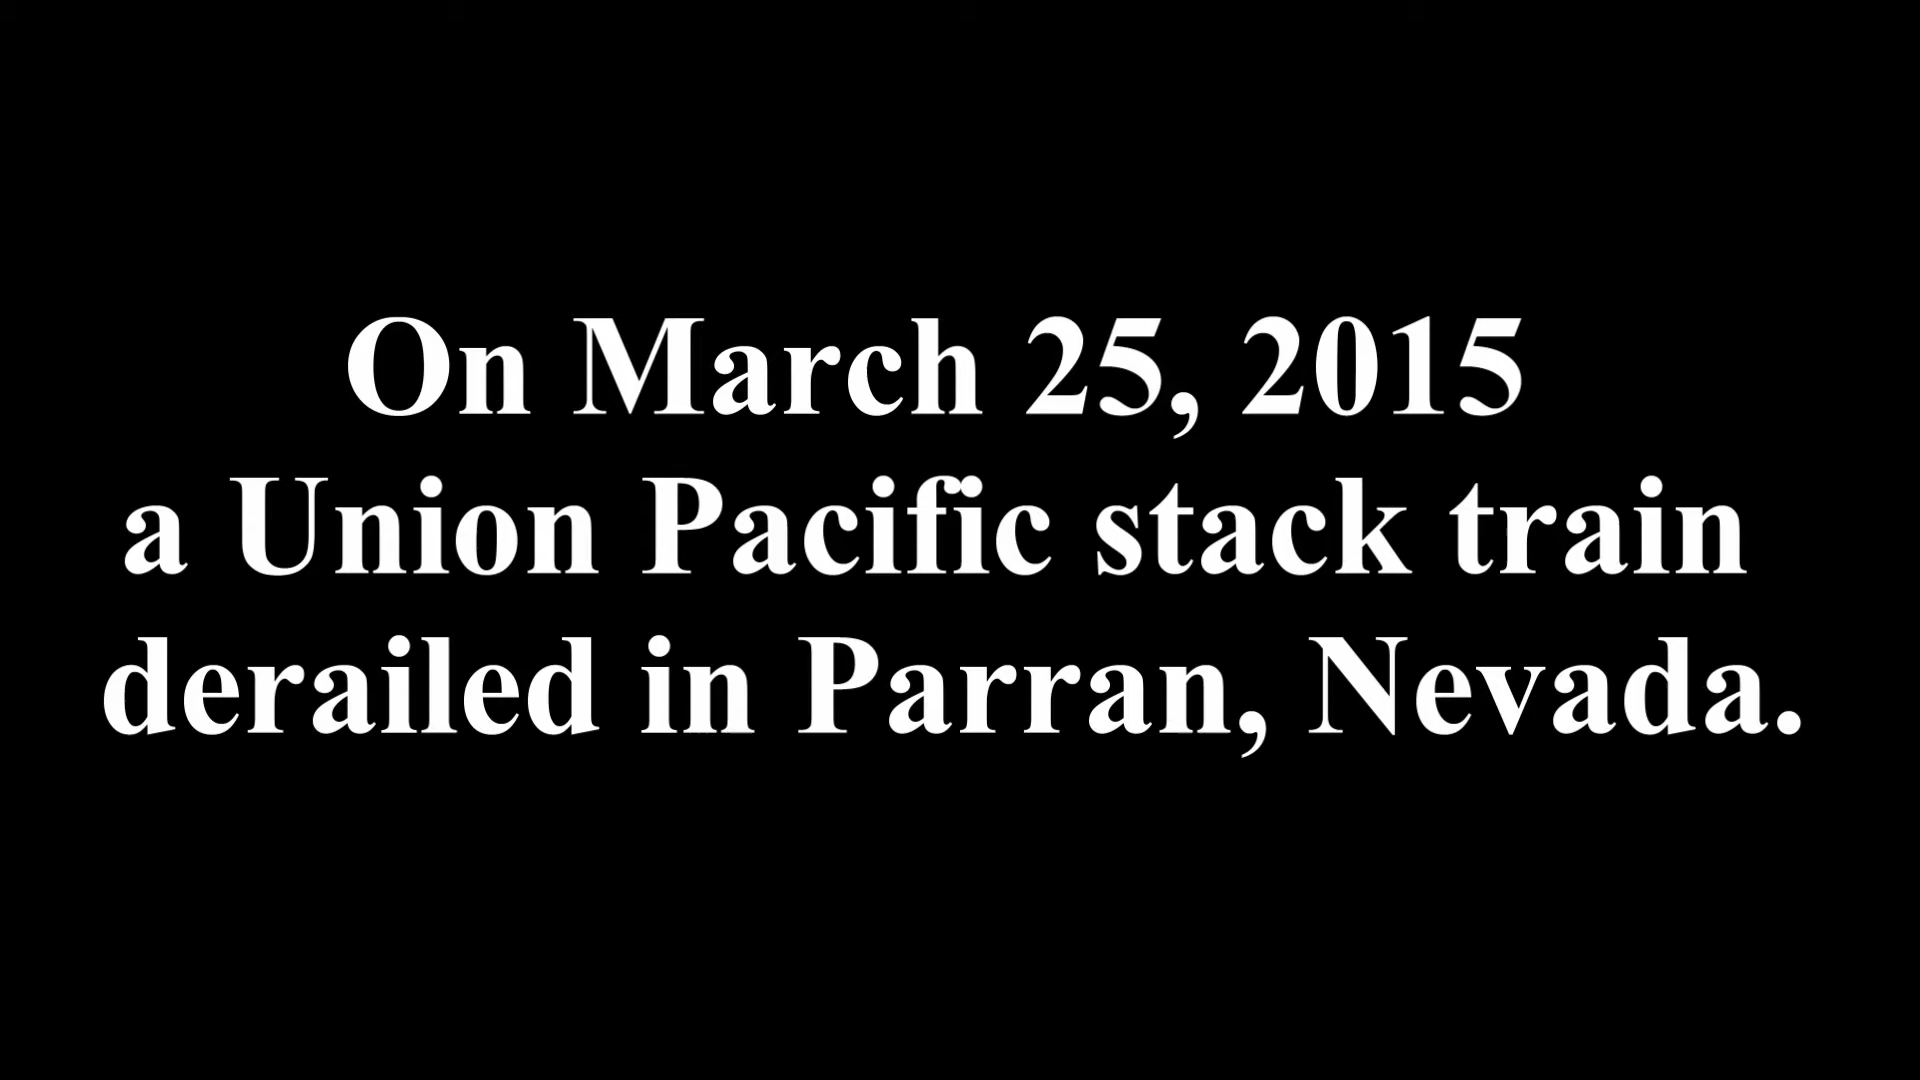 On March 25, 2015
a Union Pacific stack train
derailed in Parran, Nevada.